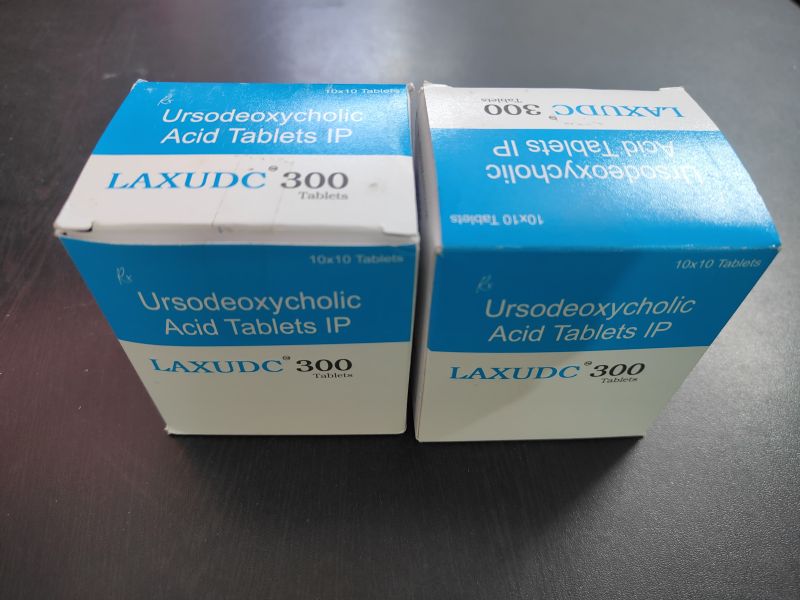 10x10 Tablets
Rx
Ursodeoxycholic
Acid Tablets IP
LAXUDC® 300
Tablets
10x10 Tablets
Rx
Ursodeoxycholic
Acid Tablets IP
LAXUDC® 300
Tablets
LAXUDC® 300
Tablets
Ursodeoxycholic
Acid Tablets IP
10x10 Tablets
10x10 Tablets
Rx
Ursodeoxycholic
Acid Tablets IP
LAXUDC® 300
Tablets